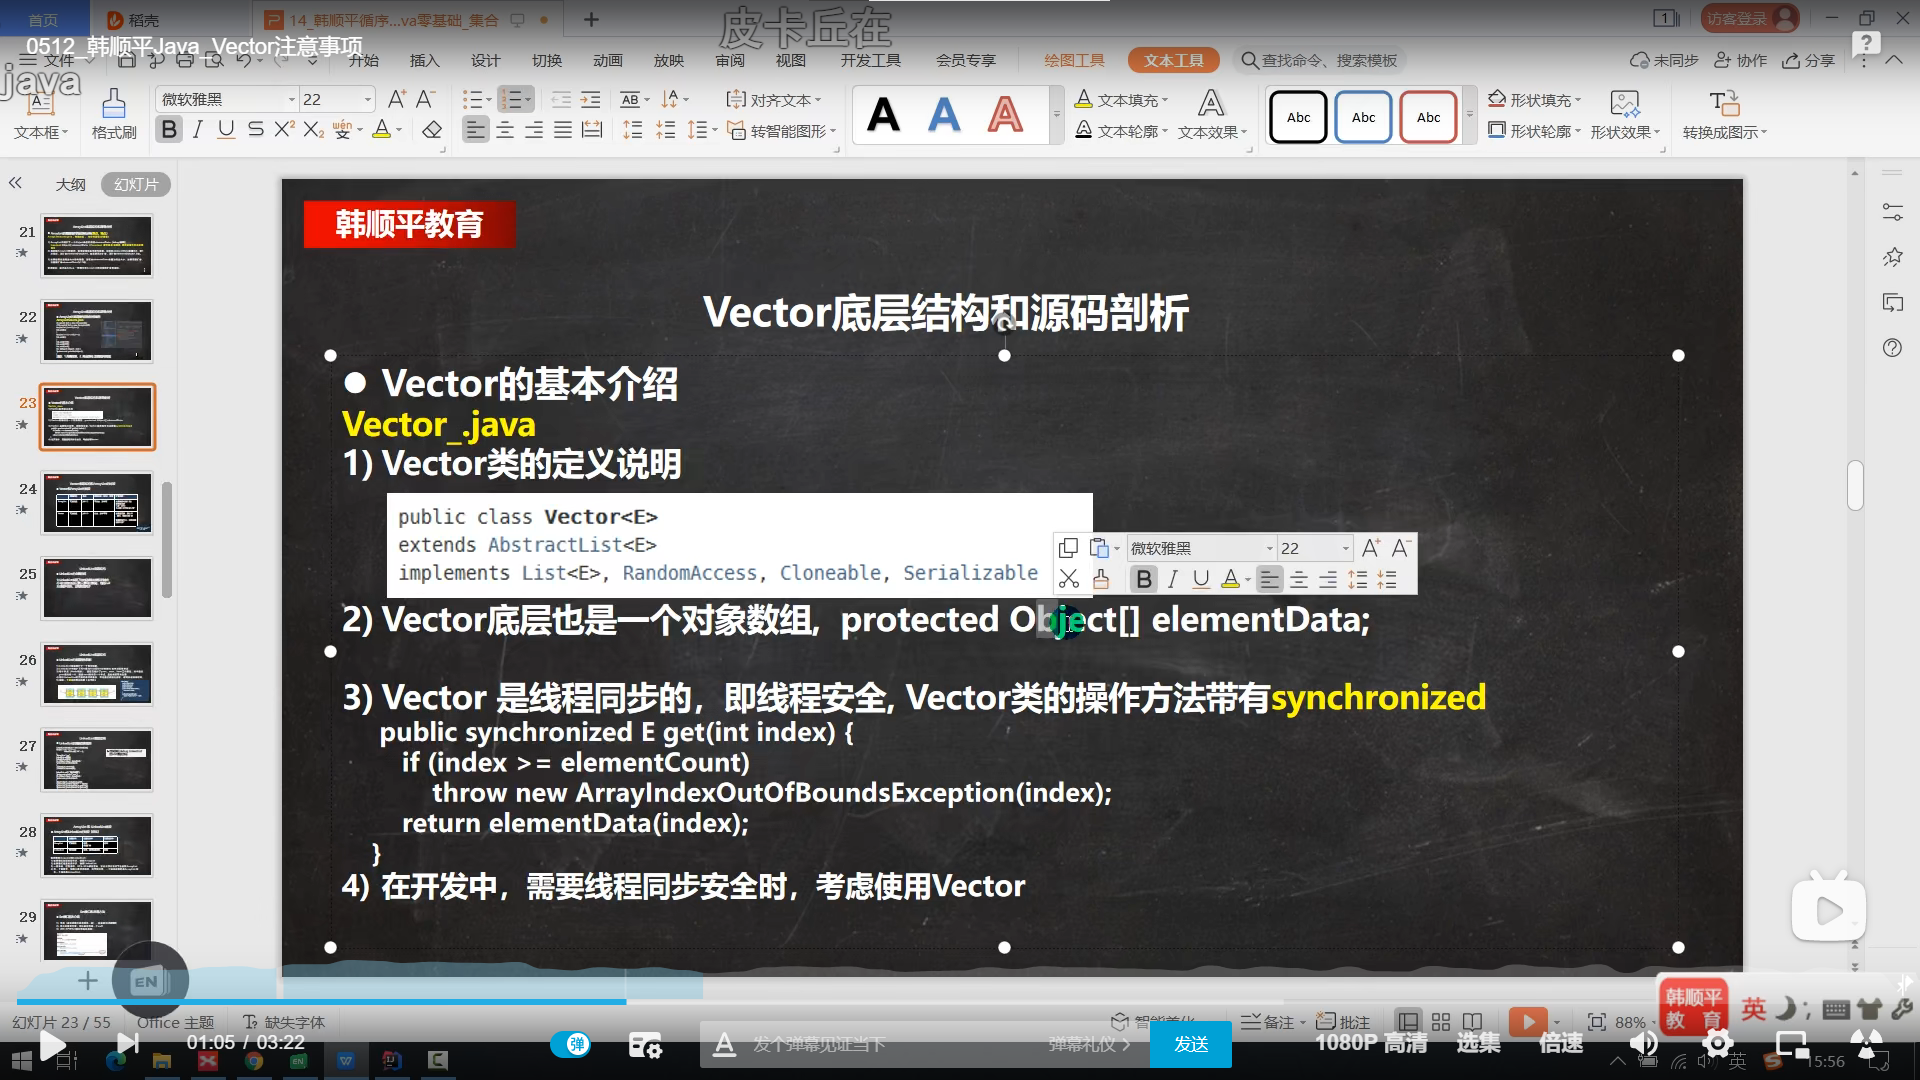 首页
稻壳
14_韩顺平循序...va零基础_集合
访客登录
皮卡丘在
java
0512_韩顺平Java_Vector注意事项
文件
开始
插入
设计
切换
动画
放映
审阅
视图
开发工具
会员专享
绘图工具
文本工具
查找命令、搜索模板
未同步
协作
分享
文本框
格式刷
微软雅黑
22
对齐文本
转智能图形
文本填充
文本轮廓
文本效果
Abc
Abc
Abc
形状填充
形状轮廓
形状效果
转换成图示
大纲
幻灯片
21
22
23
24
25
26
27
28
29
韩顺平教育
Vector底层结构和源码剖析
● Vector的基本介绍
Vector_.java
1) Vector类的定义说明
public class Vector<E>
extends AbstractList<E>
implements List<E>, RandomAccess, Cloneable, Serializable
微软雅黑
22
2) Vector底层也是一个对象数组, protected Object[] elementData;
3) Vector 是线程同步的，即线程安全, Vector类的操作方法带有synchronized
public synchronized E get(int index) {
if (index >= elementCount)
throw new ArrayIndexOutOfBoundsException(index);
return elementData(index);
}
4) 在开发中，需要线程同步安全时，考虑使用Vector
EN
韩顺平
教 育
英
幻灯片 23 / 55
Office 主题
缺失字体
智能美化
备注
批注
88%
01:05 / 03:22
弹
发个弹幕见证当下
弹幕礼仪 >
发送
1080P 高清
选集
倍速
英
15:56